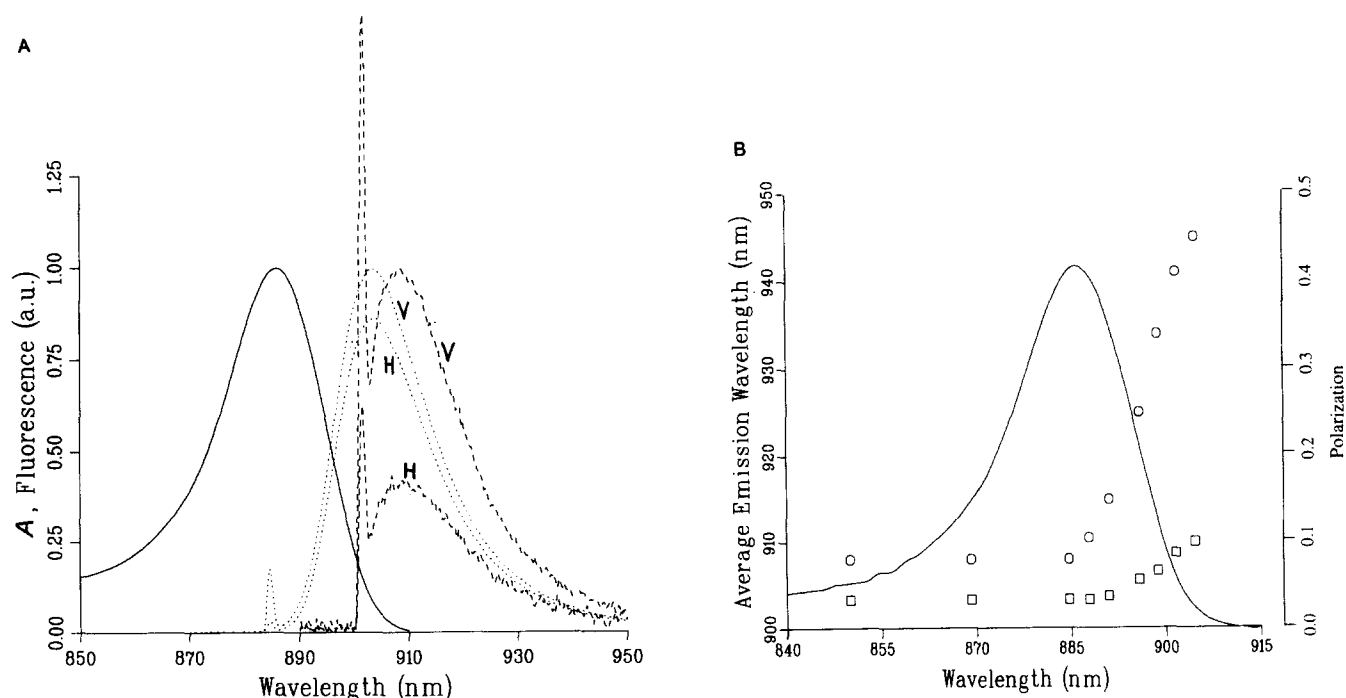 A
A, Fluorescence (a.u.)
1.25
1.00
0.75
0.50
0.25
0.00
V
H
V
H
850
870
890
910
930
950
Wavelength (nm)
B
Average Emission Wavelength (nm)
950
940
930
920
910
900
0.5
0.4
0.3
0.2
0.1
0.0
Polarization
840
855
870
885
900
915
Wavelength (nm)